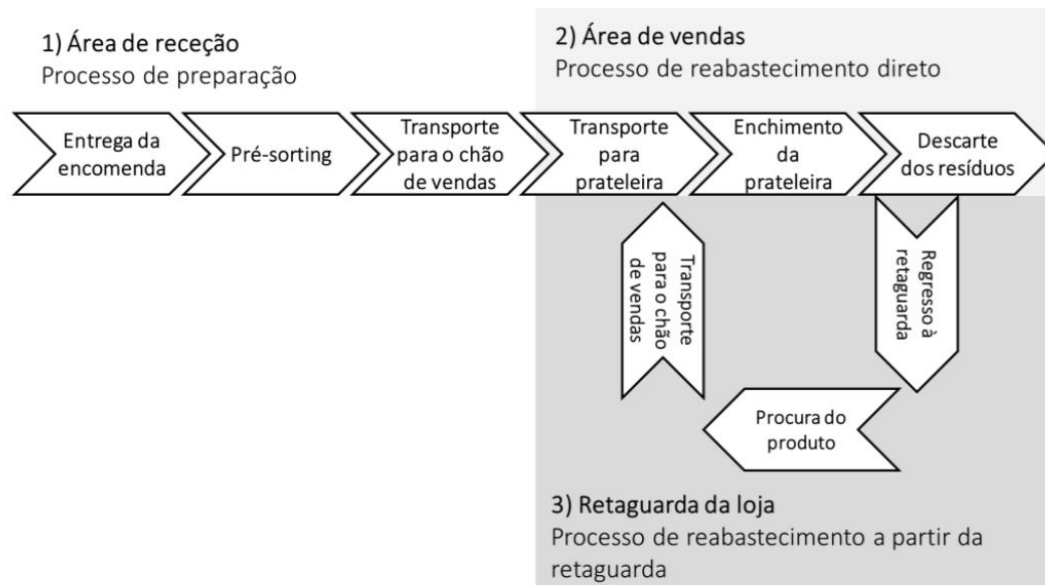 1) Área de receção
Processo de preparação
2) Área de vendas
Processo de reabastecimento direto
Entrega da
encomenda
Pré-sorting
Transporte
para o chão
de vendas
Transporte
para
prateleira
Enchimento
da
prateleira
Descarte
dos resíduos
Transporte
para o chão
de vendas
Regresso à
retaguarda
Procura do
produto
3) Retaguarda da loja
Processo de reabastecimento a partir da
retaguarda